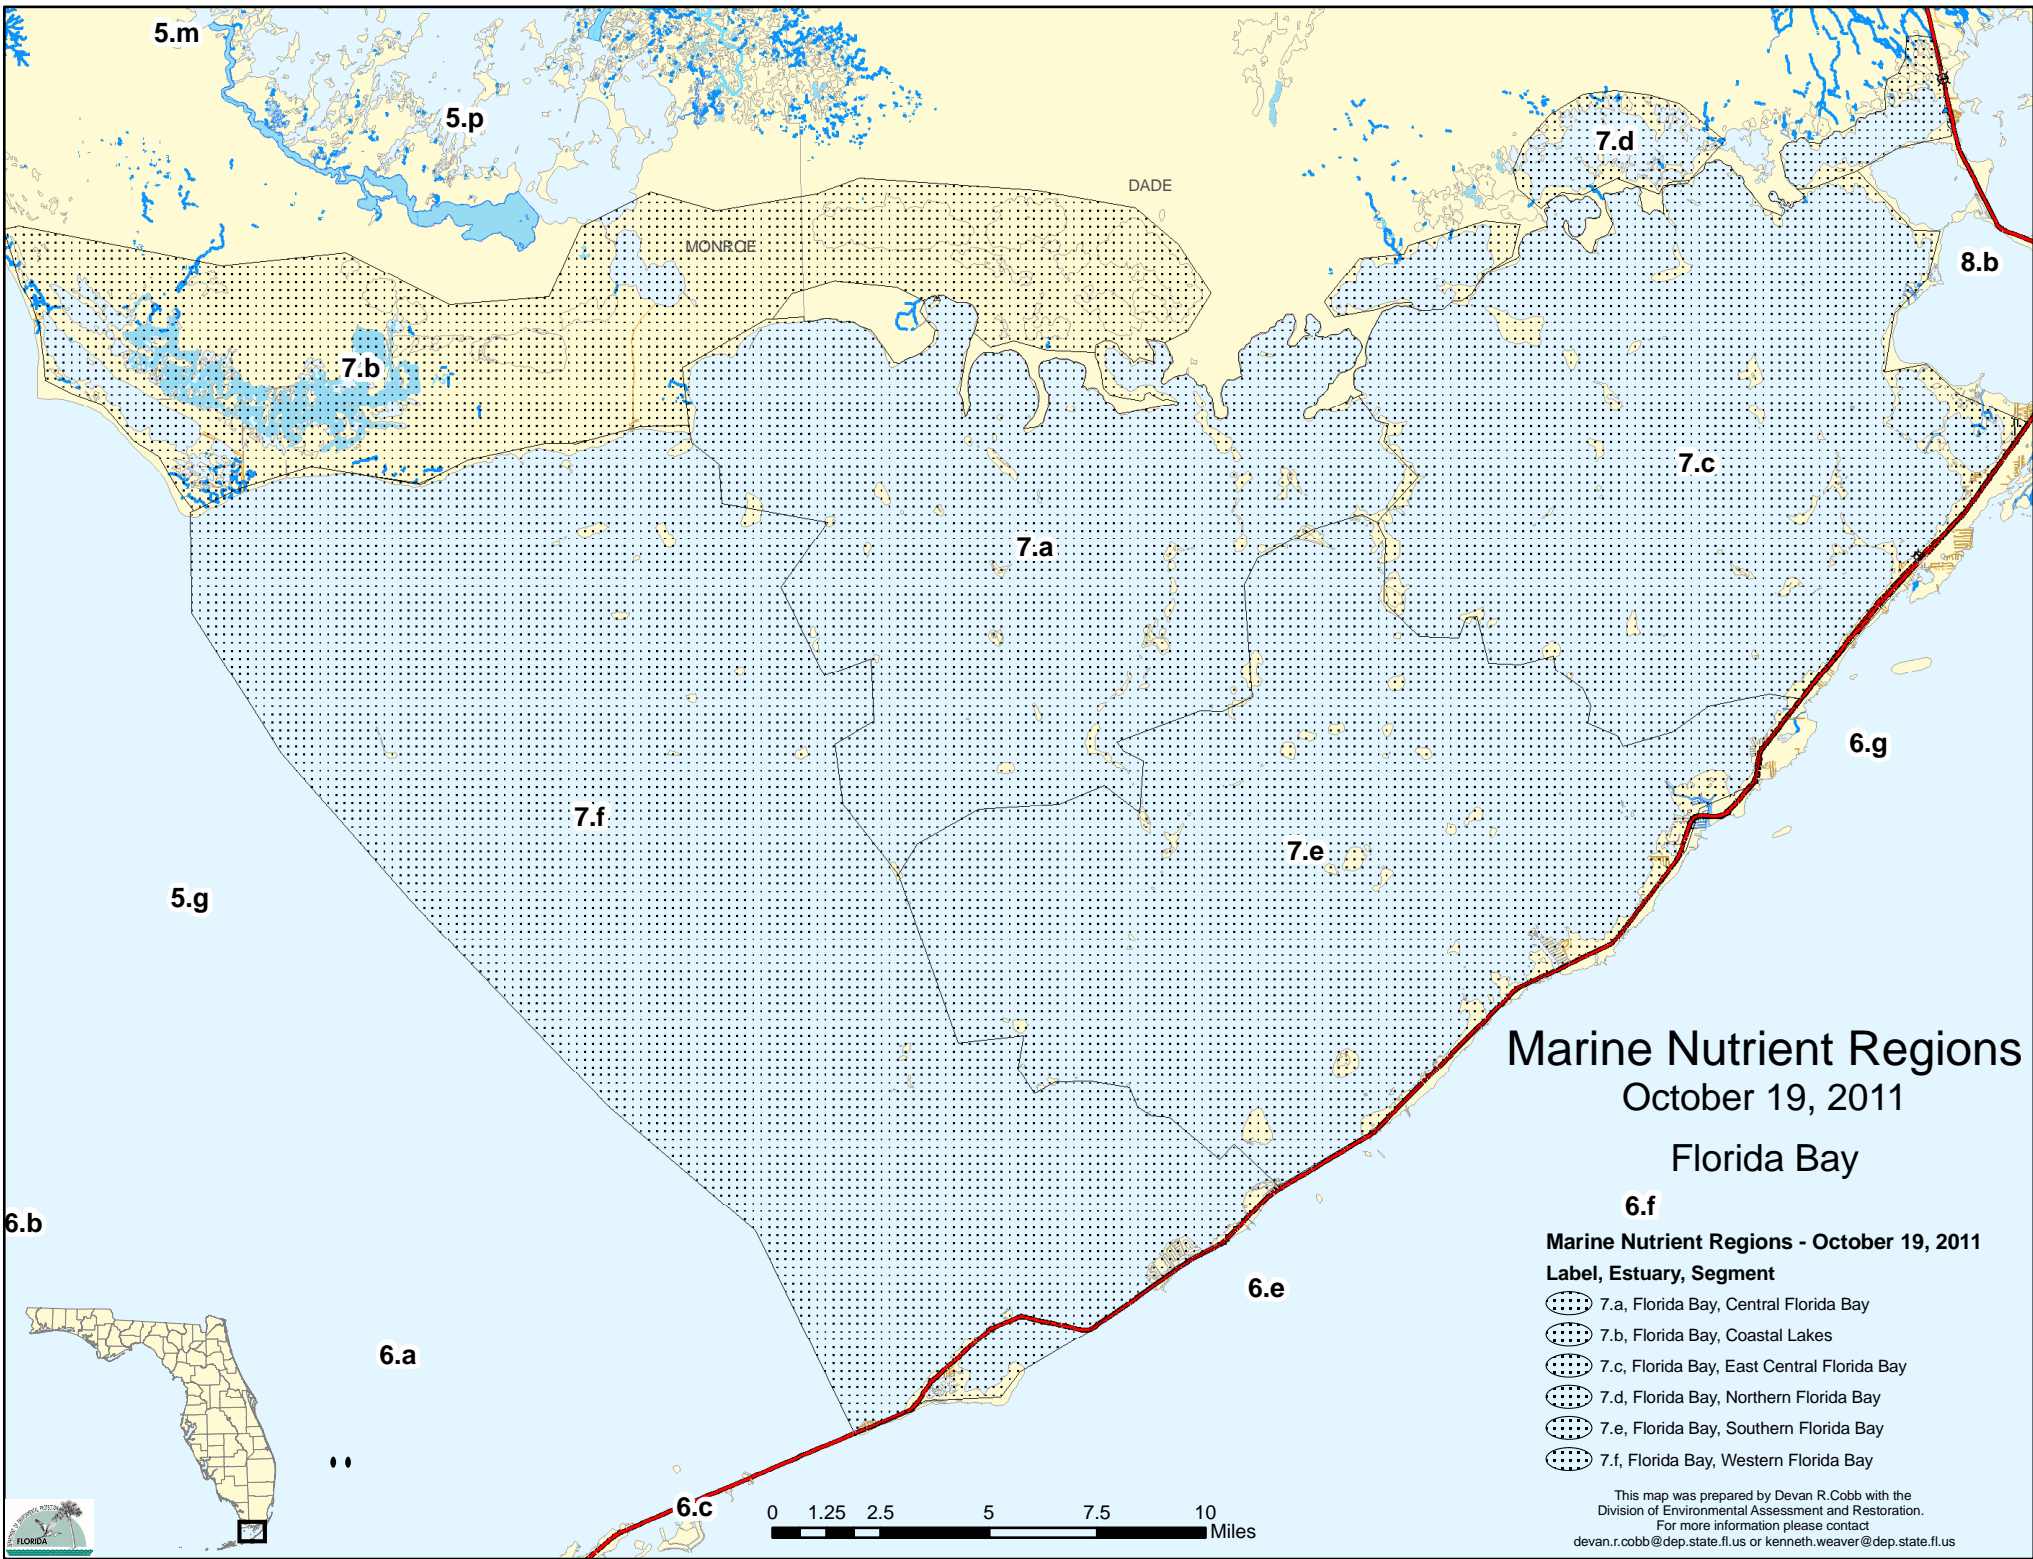 5.m
5.p
7.d
DADE
MONROE
8.b
7.b
7.c
7.a
6.g
7.f
7.e
5.g
Marine Nutrient Regions
October 19, 2011
Florida Bay
6.f
6.b
Marine Nutrient Regions - October 19, 2011
Label, Estuary, Segment
7.a, Florida Bay, Central Florida Bay
7.b, Florida Bay, Coastal Lakes
7.c, Florida Bay, East Central Florida Bay
7.d, Florida Bay, Northern Florida Bay
7.e, Florida Bay, Southern Florida Bay
7.f, Florida Bay, Western Florida Bay
6.e
6.a
6.c
0 1.25 2.5 5 7.5 10
Miles
This map was prepared by Devan R.Cobb with the
Division of Environmental Assessment and Restoration.
For more information please contact
devan.r.cobb@dep.state.fl.us or kenneth.weaver@dep.state.fl.us
FLORIDA